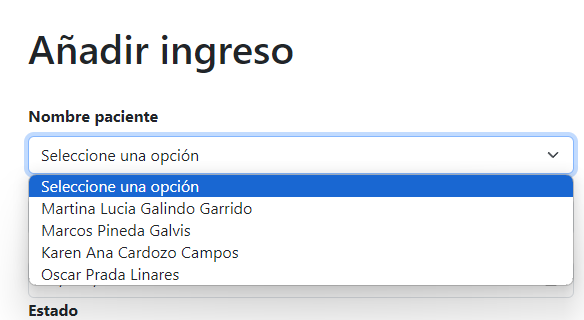 Añadir ingreso
Nombre paciente
Seleccione una opción
Seleccione una opción
Martina Lucia Galindo Garrido
Marcos Pineda Galvis
Karen Ana Cardozo Campos
Oscar Prada Linares
Estado